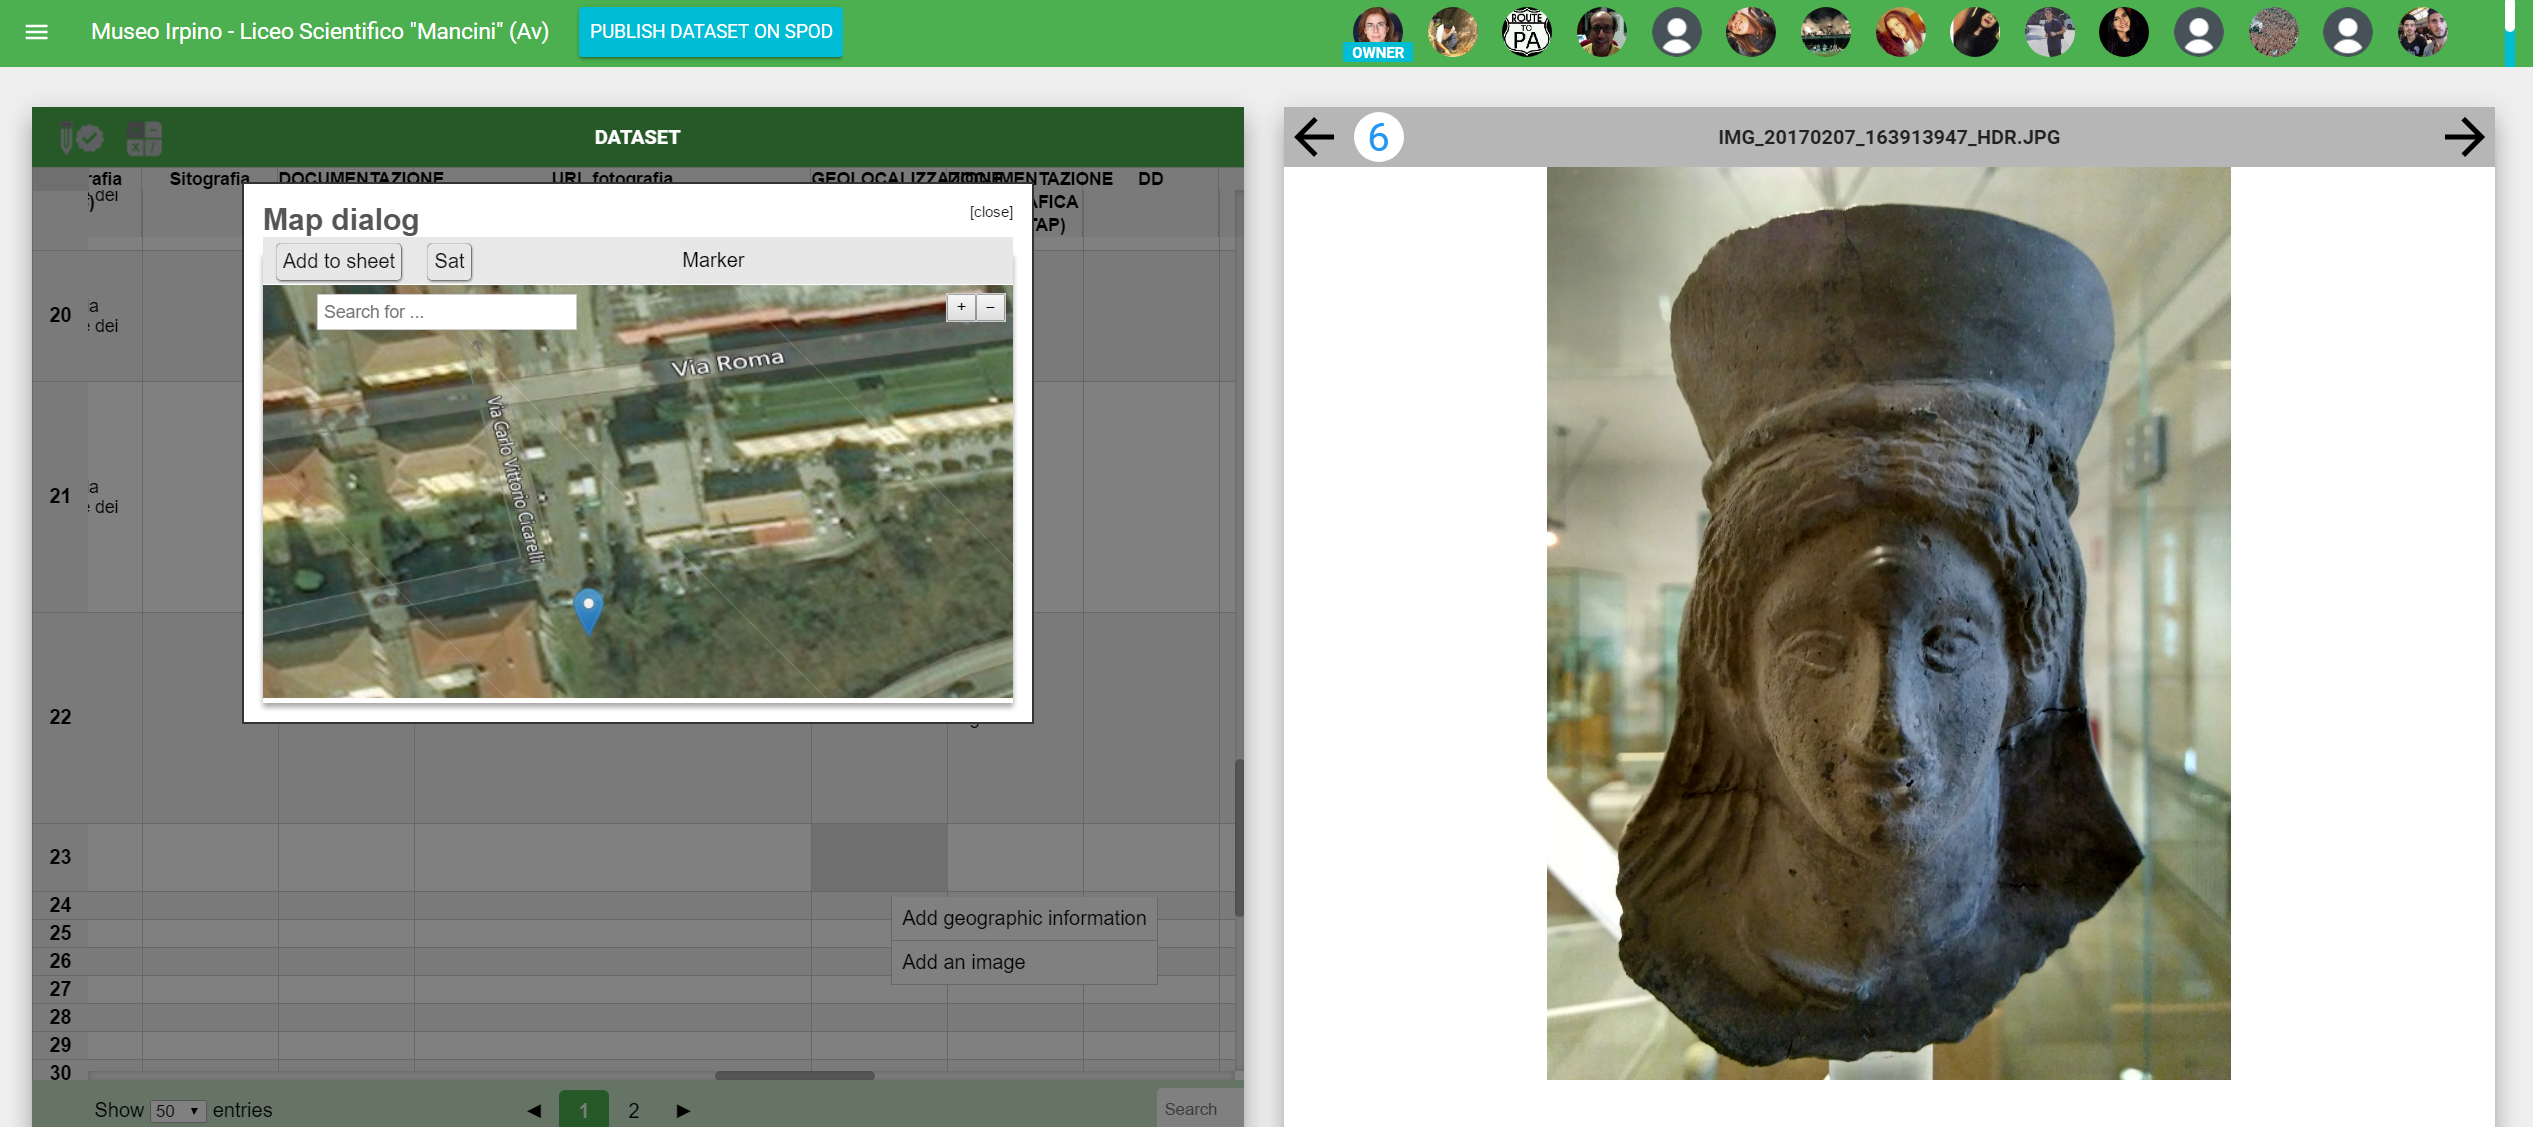 Museo Irpino - Liceo Scientifico "Mancini" (Av)
PUBLISH DATASET ON SPOD
OWNER
ROUTE
TO
PA
DATASET
6
IMG_20170207_163913947_HDR.JPG
rafia
Sitografia
DOCUMENTAZIONE
URL fotografia
GEOLOCALIZZAZIONE
DD
AFICA
TAP)
dei
Map dialog
[close]
Add to sheet
Sat
Marker
Search for ...
+
−
Via Roma
Via Carlo Vittorio Cicarelli
20
a
dei
21
a
dei
22
23
24
25
26
27
28
29
30
Add geographic information
Add an image
Show 50 entries
1
2
Search